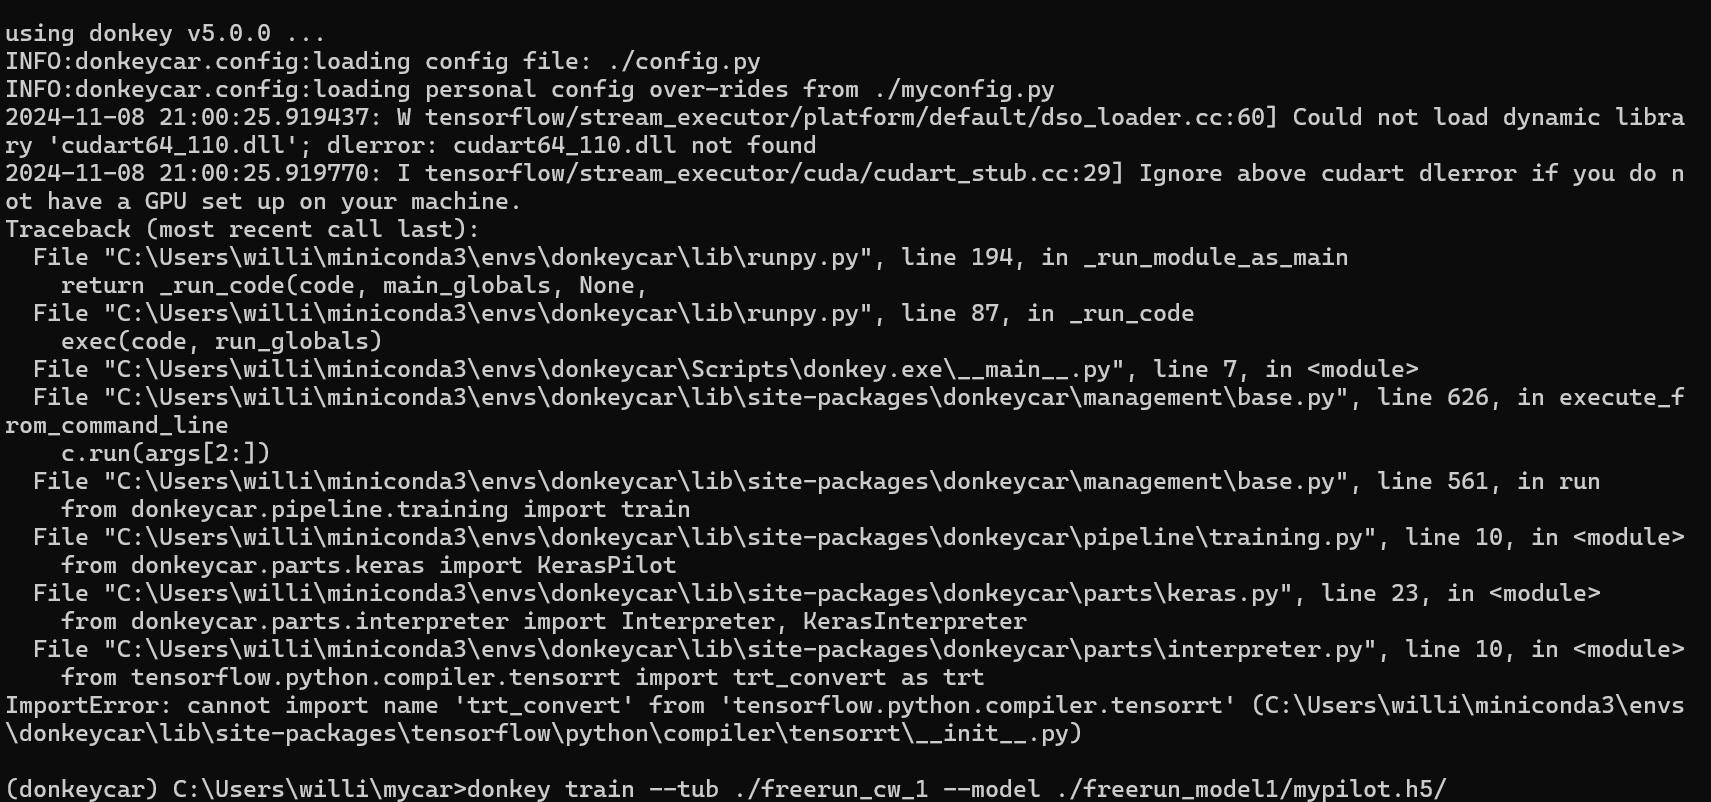 using donkey v5.0.0 ...
INFO:donkeycar.config:loading config file: ./config.py
INFO:donkeycar.config:loading personal config over-rides from ./myconfig.py
2024-11-08 21:00:25.919437: W tensorflow/stream_executor/platform/default/dso_loader.cc:60] Could not load dynamic libra
ry 'cudart64_110.dll'; dlerror: cudart64_110.dll not found
2024-11-08 21:00:25.919770: I tensorflow/stream_executor/cuda/cudart_stub.cc:29] Ignore above cudart dlerror if you do n
ot have a GPU set up on your machine.
Traceback (most recent call last):
  File "C:\Users\willi\miniconda3\envs\donkeycar\lib\runpy.py", line 194, in _run_module_as_main
    return _run_code(code, main_globals, None,
  File "C:\Users\willi\miniconda3\envs\donkeycar\lib\runpy.py", line 87, in _run_code
    exec(code, run_globals)
  File "C:\Users\willi\miniconda3\envs\donkeycar\Scripts\donkey.exe\__main__.py", line 7, in <module>
  File "C:\Users\willi\miniconda3\envs\donkeycar\lib\site-packages\donkeycar\management\base.py", line 626, in execute_f
rom_command_line
    c.run(args[2:])
  File "C:\Users\willi\miniconda3\envs\donkeycar\lib\site-packages\donkeycar\management\base.py", line 561, in run
    from donkeycar.pipeline.training import train
  File "C:\Users\willi\miniconda3\envs\donkeycar\lib\site-packages\donkeycar\pipeline\training.py", line 10, in <module>
    from donkeycar.parts.keras import KerasPilot
  File "C:\Users\willi\miniconda3\envs\donkeycar\lib\site-packages\donkeycar\parts\keras.py", line 23, in <module>
    from donkeycar.parts.interpreter import Interpreter, KerasInterpreter
  File "C:\Users\willi\miniconda3\envs\donkeycar\lib\site-packages\donkeycar\parts\interpreter.py", line 10, in <module>
    from tensorflow.python.compiler.tensorrt import trt_convert as trt
ImportError: cannot import name 'trt_convert' from 'tensorflow.python.compiler.tensorrt' (C:\Users\willi\miniconda3\envs
\donkeycar\lib\site-packages\tensorflow\python\compiler\tensorrt\__init__.py)
(donkeycar) C:\Users\willi\mycar>donkey train --tub ./freerun_cw_1 --model ./freerun_model1/mypilot.h5/